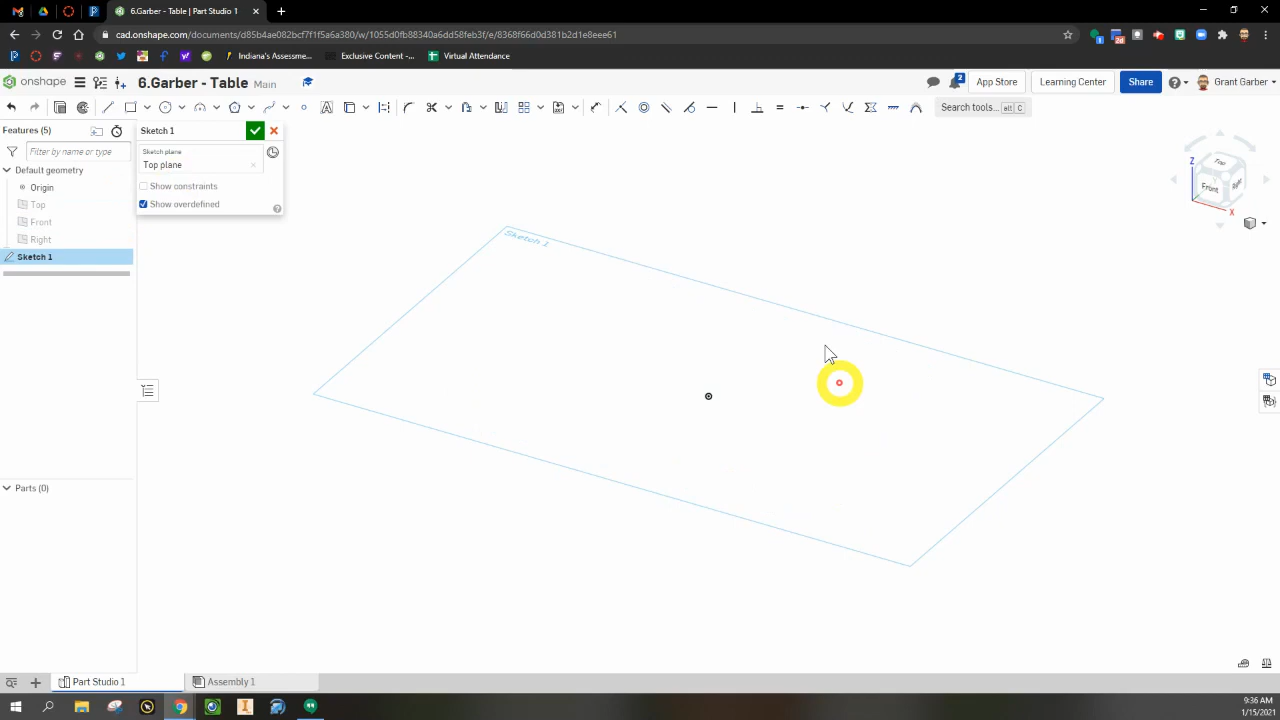 6.Garber - Table | Part Studio 1
cad.onshape.com/documents/d85b4ae082bcf7f1f5a6a380/w/1055d0fb88340a6dd58feb3f/e/8368f66d0d381b2d1e8eee61
Indiana's Assessme...
Exclusive Content -...
Virtual Attendance
onshape
6.Garber - Table
Main
2
App Store
Learning Center
Share
Grant Garber
Search tools...
alt
C
Features (5)
Filter by name or type
Default geometry
Origin
Top
Front
Right
Sketch 1
Parts (0)
Sketch 1
Sketch plane
Top plane
Show constraints
Show overdefined
Sketch 1
Top
Front
Right
Z
X
Part Studio 1
Assembly 1
9:36 AM
1/15/2021